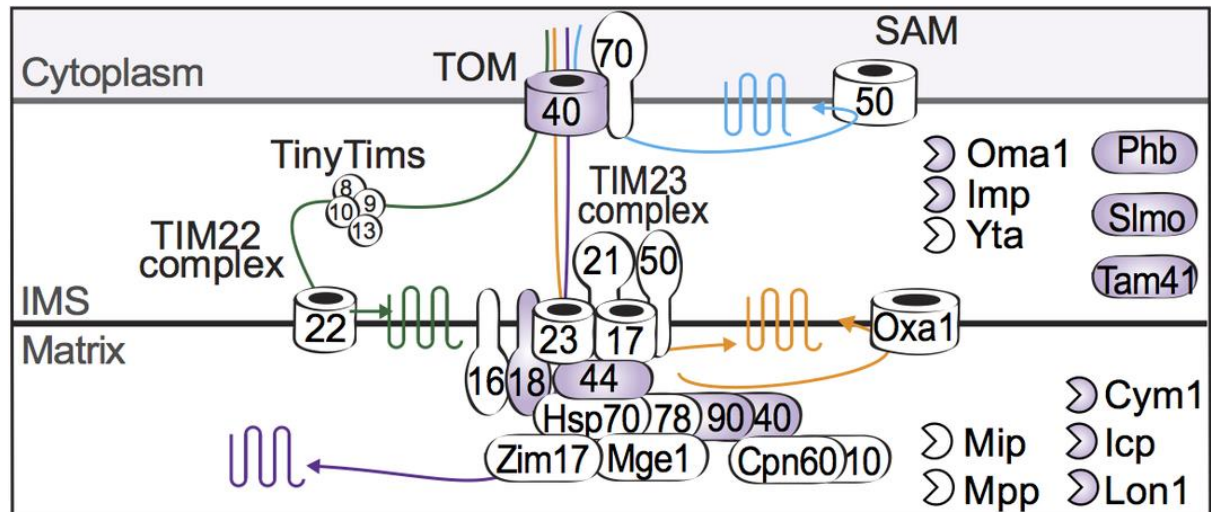 Cytoplasm
TOM
70
SAM
40
50
TinyTims
8
9
10
13
TIM23
complex
Oma1
Imp
Yta
Phb
Slmo
Tam41
TIM22
complex
21
50
IMS
22
23
17
Oxa1
Matrix
16
18
44
Hsp70
78
90
40
Zim17
Mge1
Cpn60
10
Mip
Mpp
Cym1
Icp
Lon1